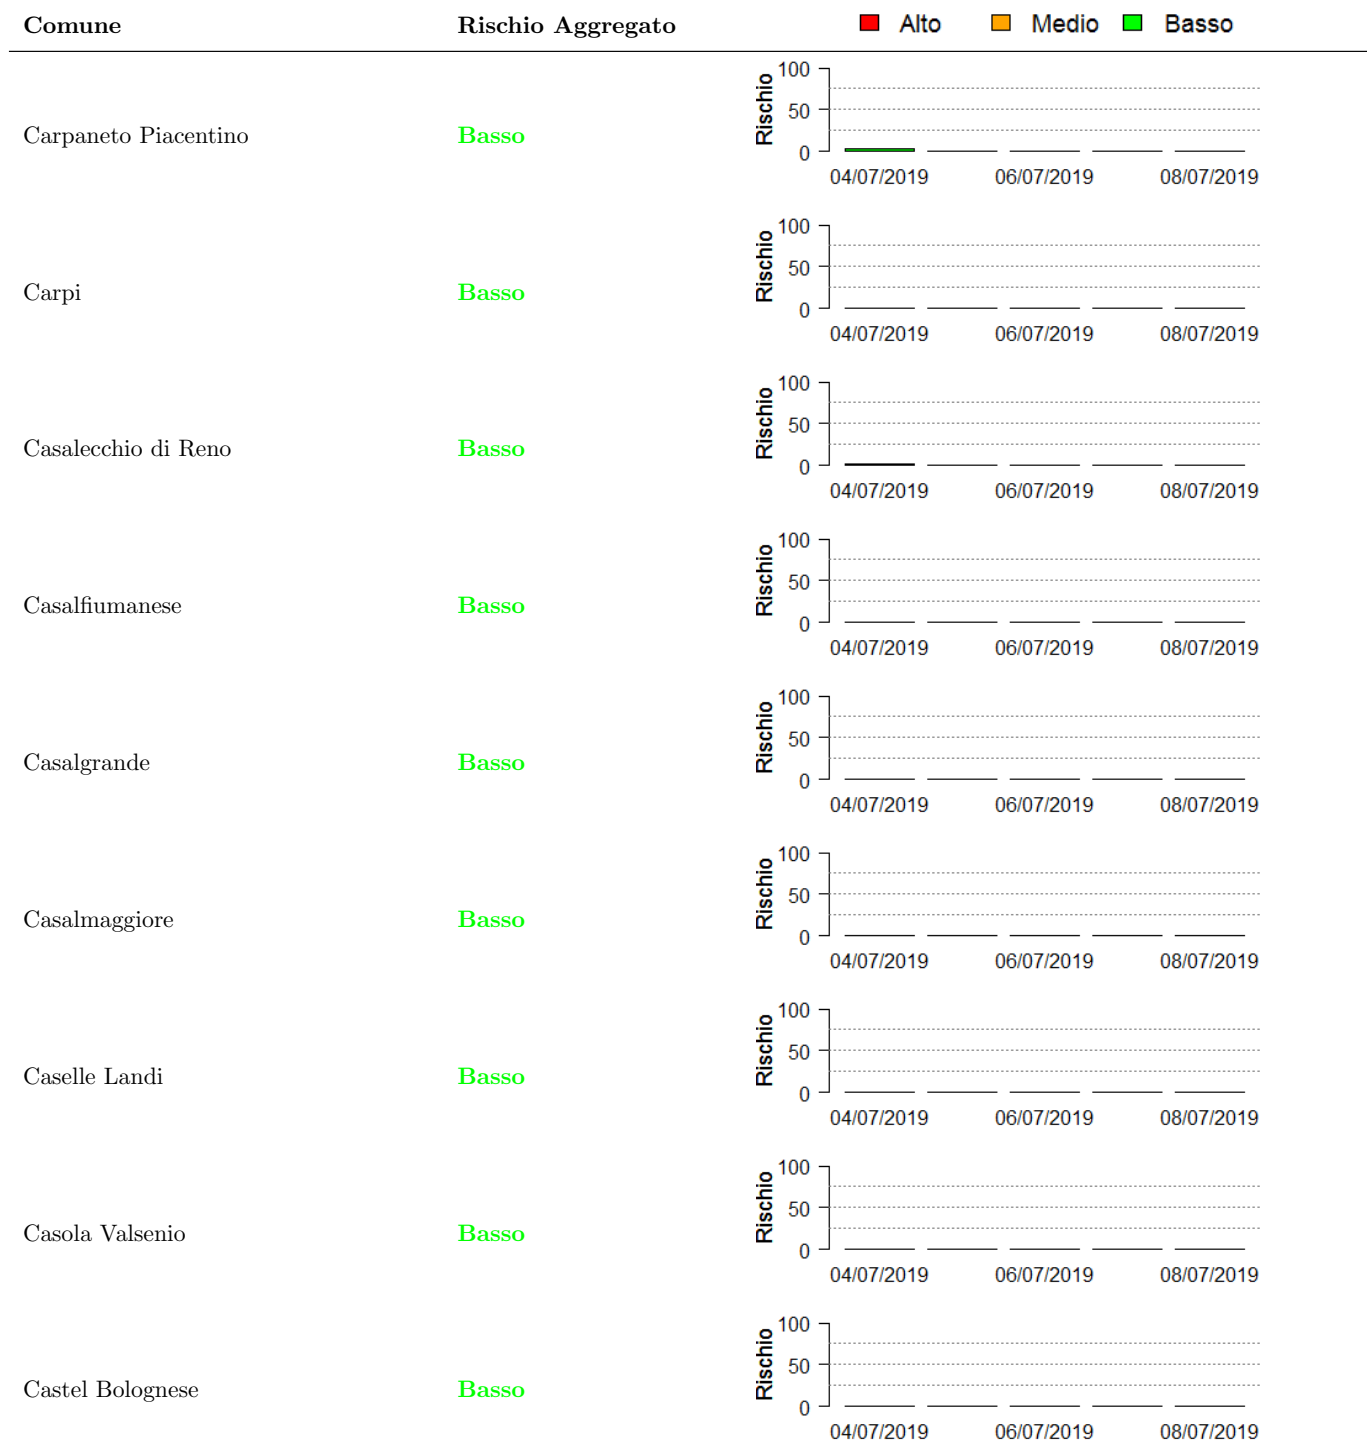 Comune Rischio Aggregato Alto Medio Basso
Carpaneto Piacentino Basso
Rischio
100
50
0
04/07/2019 06/07/2019 08/07/2019
Carpi Basso
Rischio
100
50
0
04/07/2019 06/07/2019 08/07/2019
Casalecchio di Reno Basso
Rischio
100
50
0
04/07/2019 06/07/2019 08/07/2019
Casalfiumanese Basso
Rischio
100
50
0
04/07/2019 06/07/2019 08/07/2019
Casalgrande Basso
Rischio
100
50
0
04/07/2019 06/07/2019 08/07/2019
Casalmaggiore Basso
Rischio
100
50
0
04/07/2019 06/07/2019 08/07/2019
Caselle Landi Basso
Rischio
100
50
0
04/07/2019 06/07/2019 08/07/2019
Casola Valsenio Basso
Rischio
100
50
0
04/07/2019 06/07/2019 08/07/2019
Castel Bolognese Basso
Rischio
100
50
0
04/07/2019 06/07/2019 08/07/2019